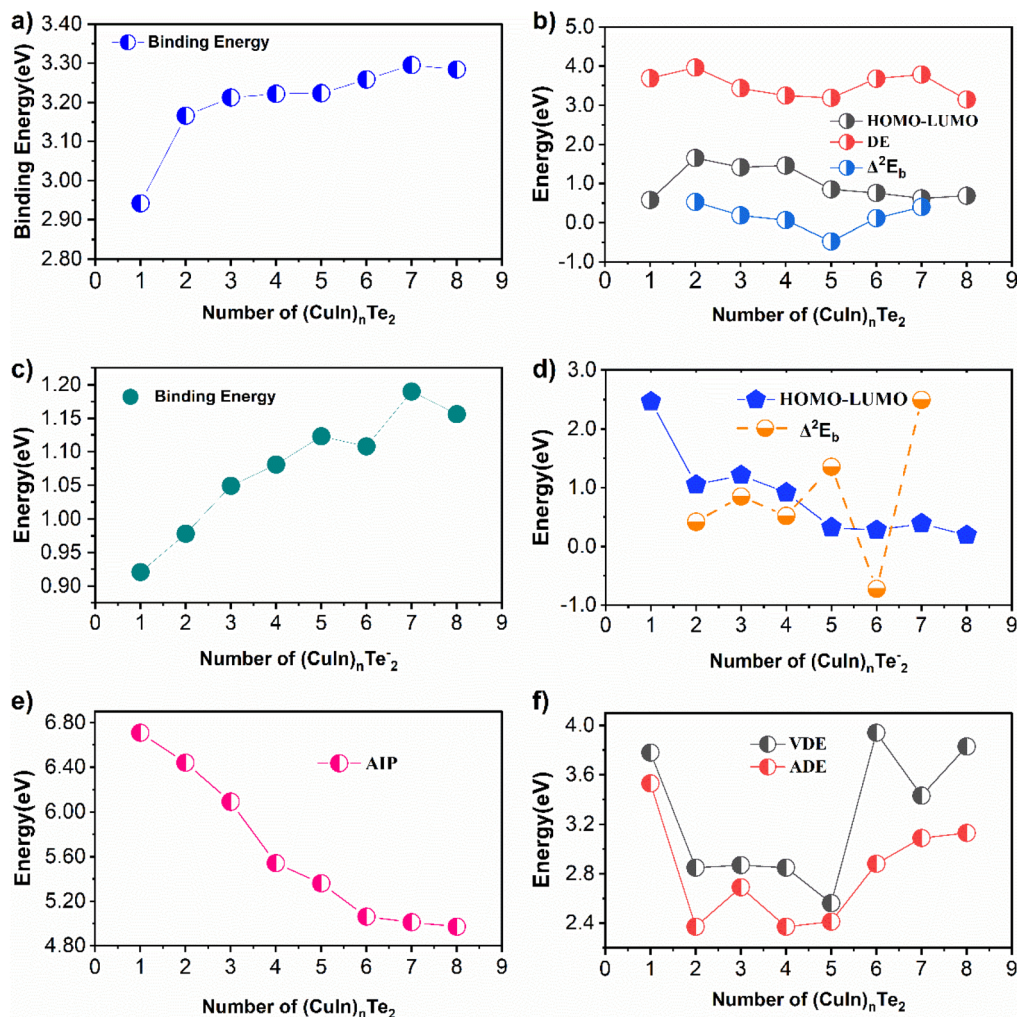 a)
Binding Energy(eV)
3.40
3.30
3.20
3.10
3.00
2.90
2.80
Binding Energy
0 1 2 3 4 5 6 7 8 9
Number of (CuIn)ₙTe₂
b)
Energy(eV)
5.0
4.0
3.0
2.0
1.0
0.0
-1.0
HOMO-LUMO
DE
Δ²E_b
0 1 2 3 4 5 6 7 8 9
Number of (CuIn)ₙTe₂
c)
Energy(eV)
1.20
1.15
1.10
1.05
1.00
0.95
0.90
Binding Energy
0 1 2 3 4 5 6 7 8 9
Number of (CuIn)ₙTe⁻₂
d)
Energy(eV)
3.0
2.0
1.0
0.0
-1.0
HOMO-LUMO
Δ²E_b
0 1 2 3 4 5 6 7 8 9
Number of (CuIn)ₙTe⁻₂
e)
Energy(eV)
6.80
6.40
6.00
5.60
5.20
4.80
AIP
0 1 2 3 4 5 6 7 8 9
Number of (CuIn)ₙTe₂
f)
Energy(eV)
4.0
3.6
3.2
2.8
2.4
VDE
ADE
0 1 2 3 4 5 6 7 8 9
Number of (CuIn)ₙTe₂